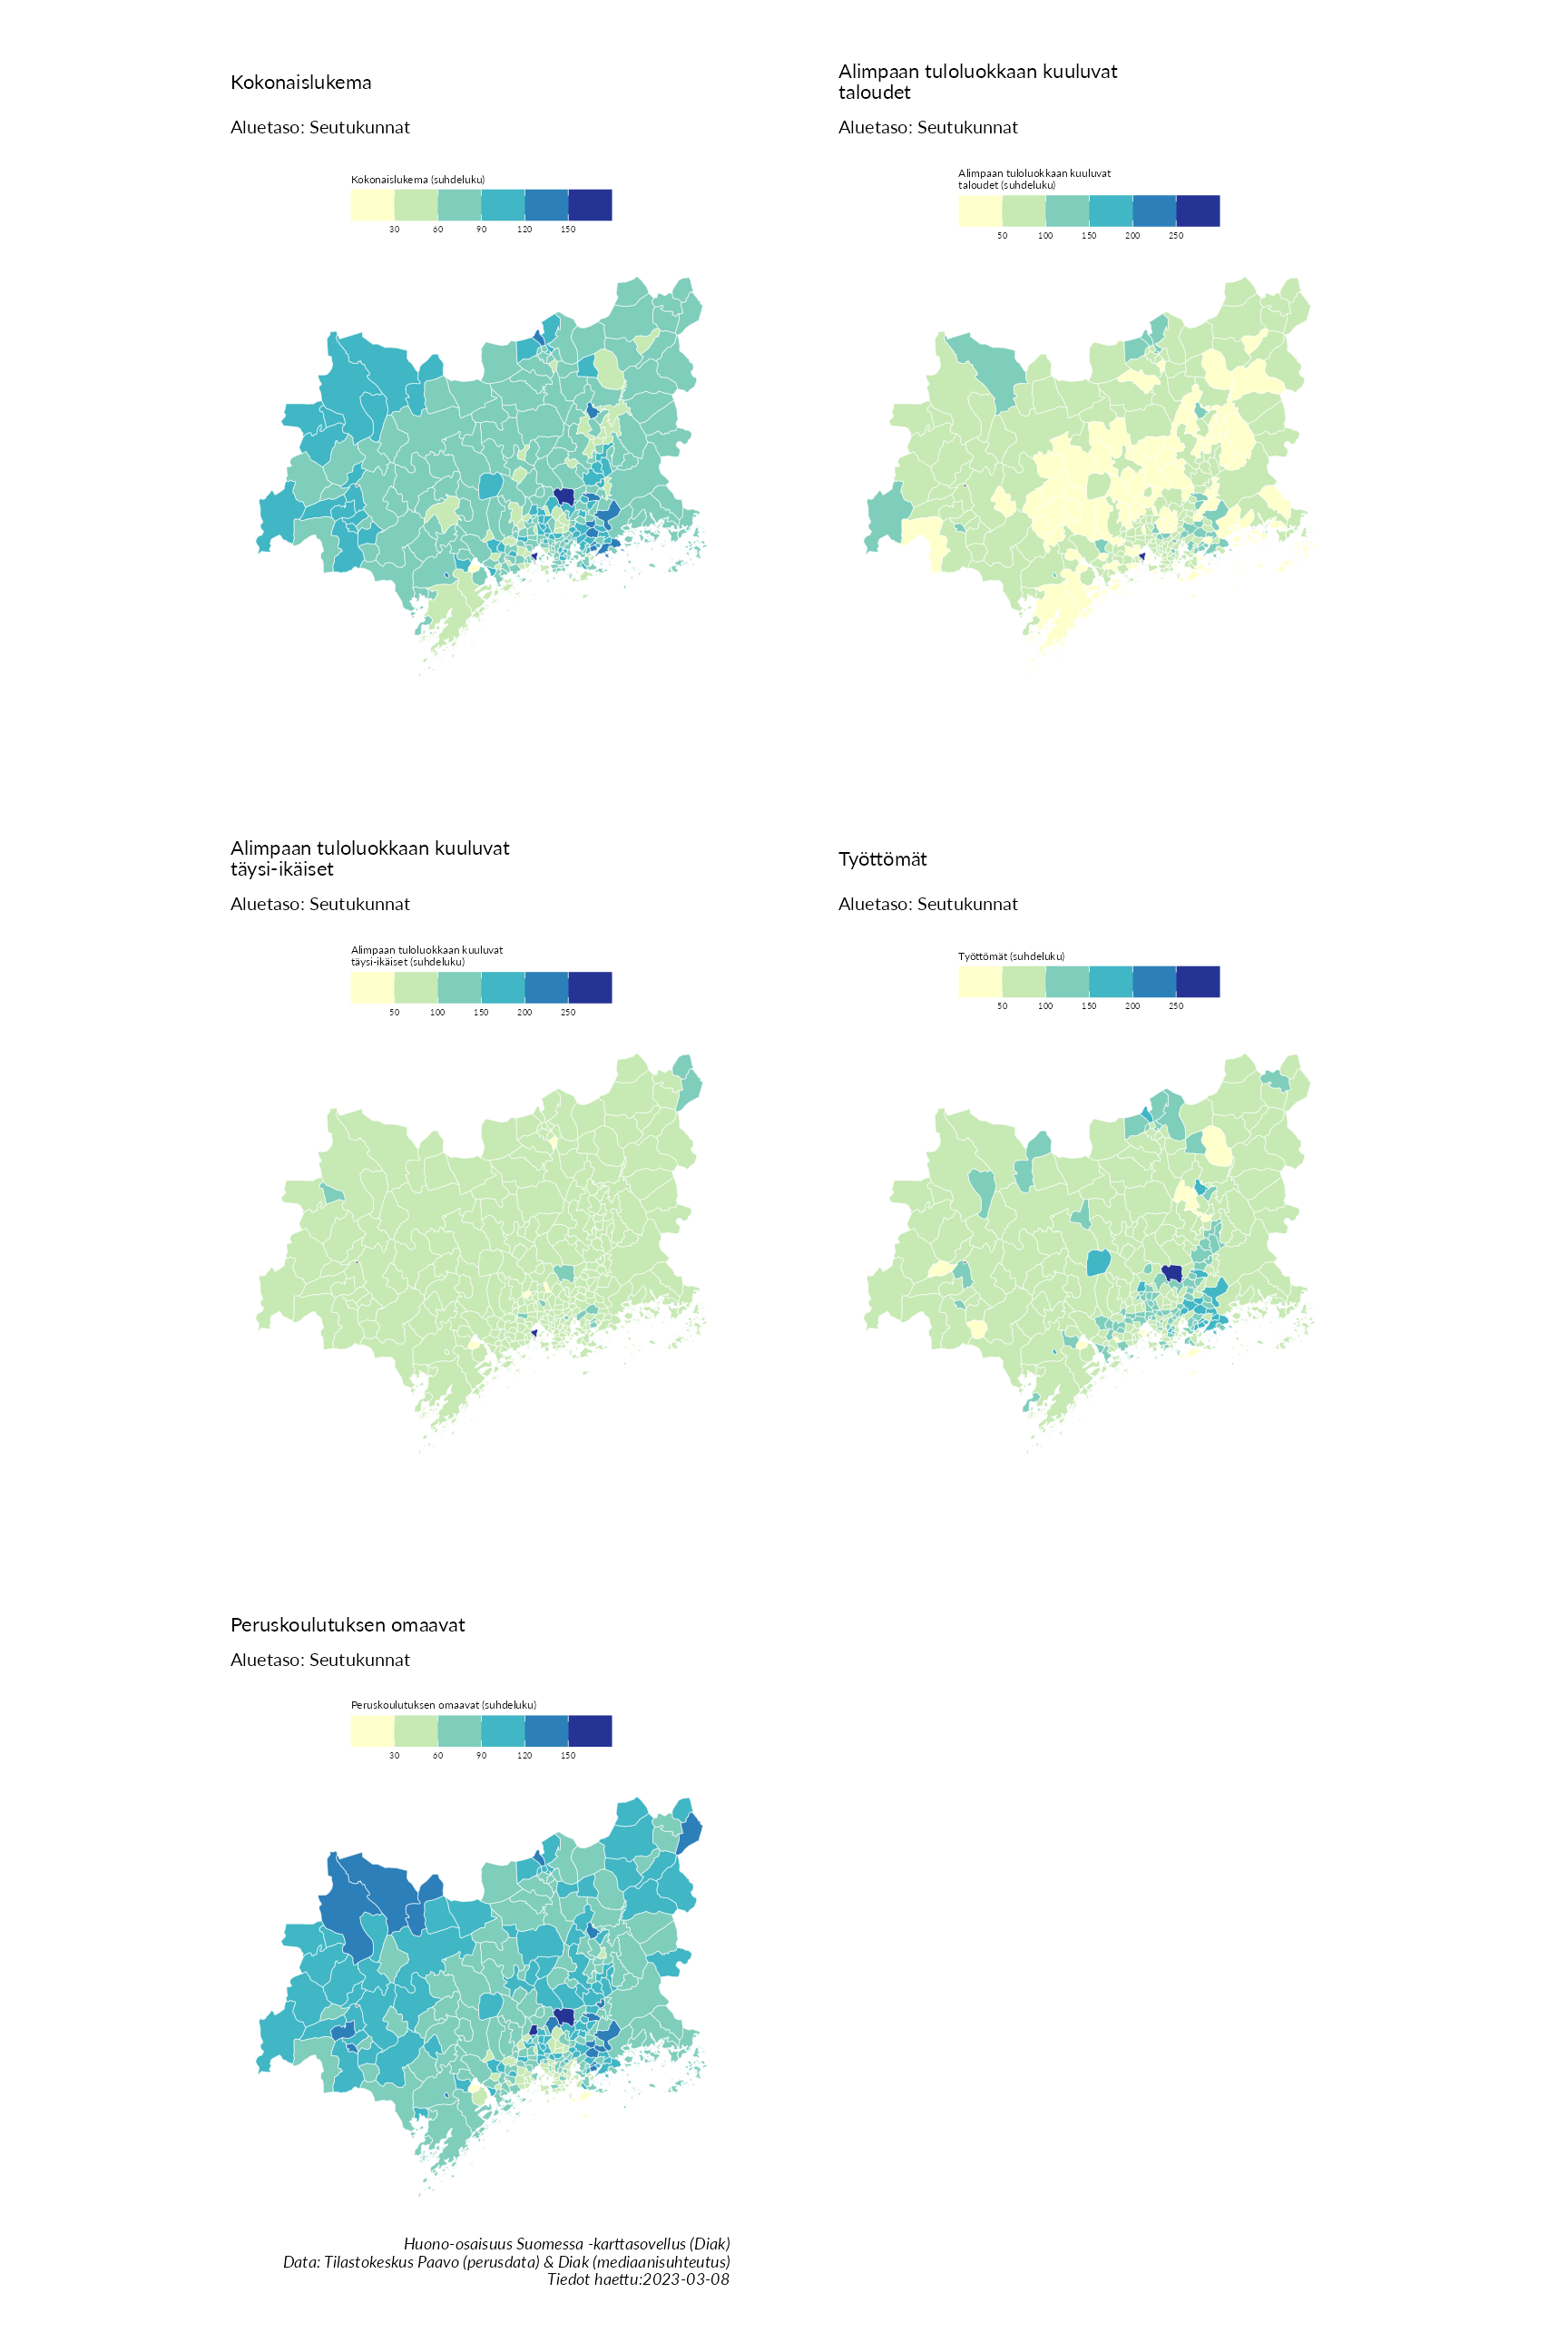 Kokonaislukema
Aluetaso: Seutukunnat
Kokonaislukema (suhdeluku)
30 60 90 120 150
Alimpaan tuloluokkaan kuuluvat
taloudet
Aluetaso: Seutukunnat
Alimpaan tuloluokkaan kuuluvat
taloudet (suhdeluku)
50 100 150 200 250
Alimpaan tuloluokkaan kuuluvat
täysi-ikäiset
Aluetaso: Seutukunnat
Alimpaan tuloluokkaan kuuluvat
täysi-ikäiset (suhdeluku)
50 100 150 200 250
Työttömät
Aluetaso: Seutukunnat
Työttömät (suhdeluku)
50 100 150 200 250
Peruskoulutuksen omaavat
Aluetaso: Seutukunnat
Peruskoulutuksen omaavat (suhdeluku)
30 60 90 120 150
Huono-osaisuus Suomessa -karttasovellus (Diak)
Data: Tilastokeskus Paavo (perusdata) & Diak (mediaanisuhteutus)
Tiedot haettu:2023-03-08